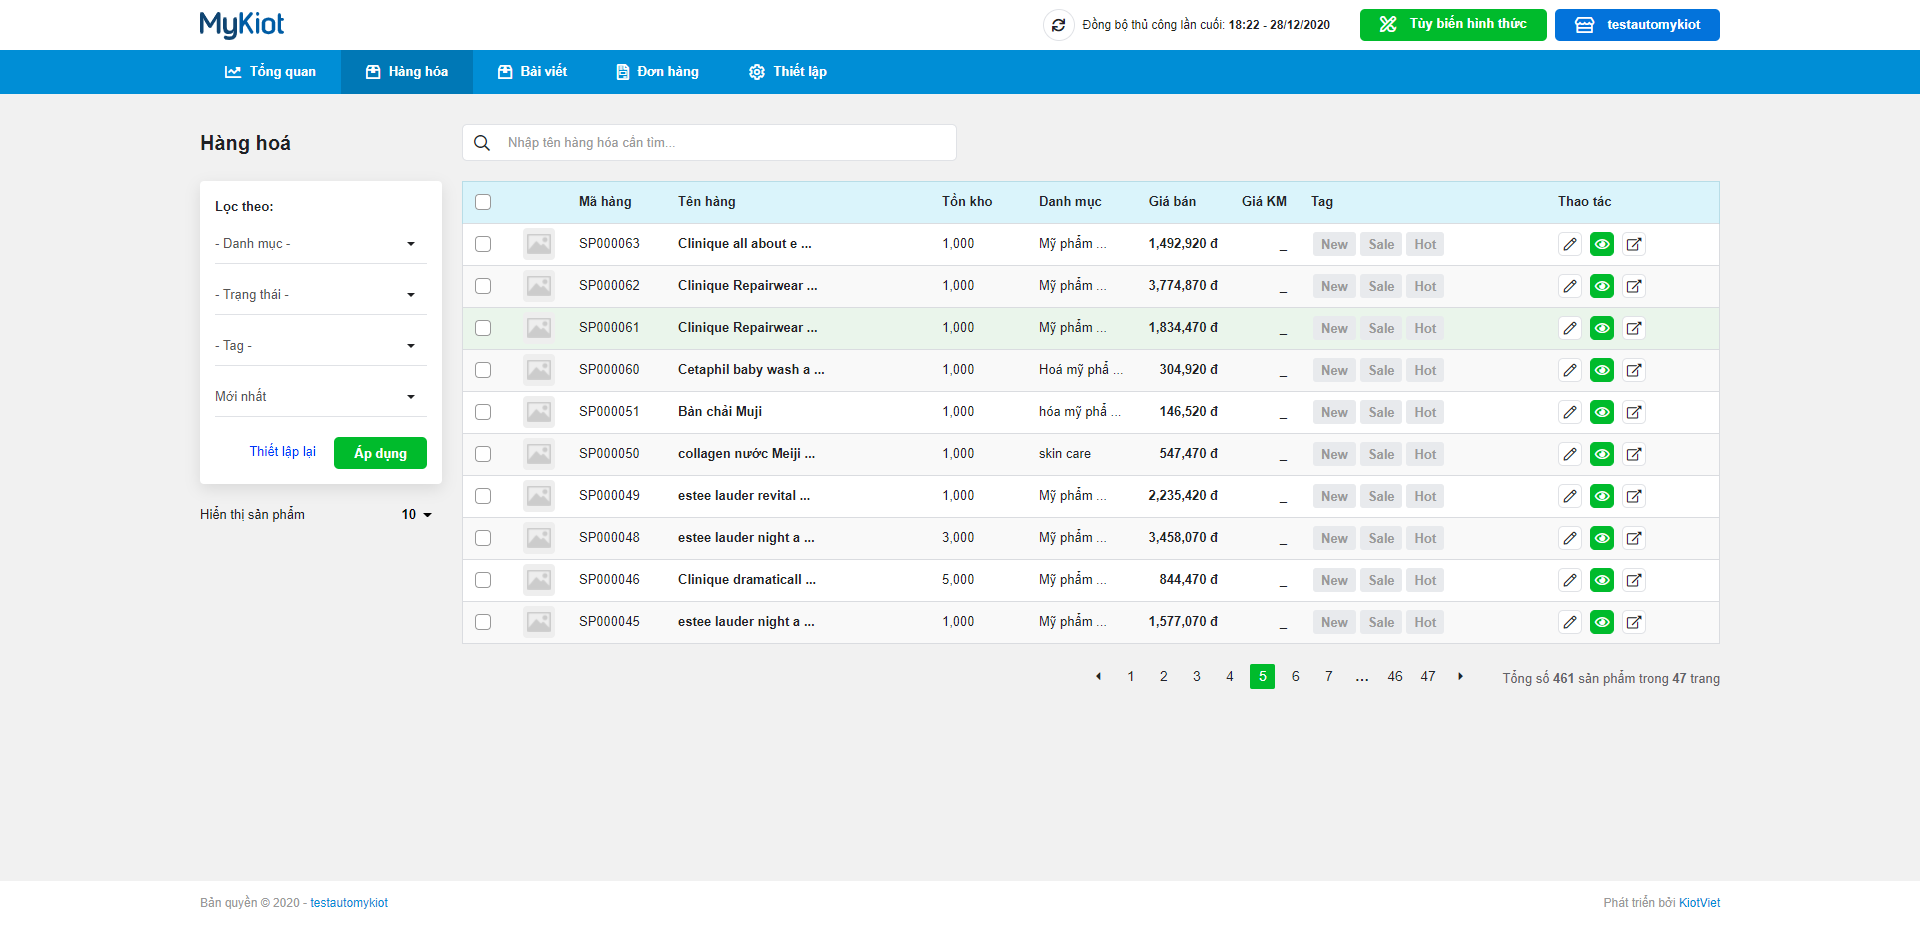 MyKiot
Đồng bộ thủ công lần cuối: 18:22 - 28/12/2020
Tùy biến hình thức
testautomykiot
Tổng quan
Hàng hóa
Bài viết
Đơn hàng
Thiết lập
Hàng hoá
Nhập tên hàng hóa cần tìm...
Lọc theo:
- Danh mục -
- Trạng thái -
- Tag -
Mới nhất
Thiết lập lại
Áp dụng
Hiển thị sản phẩm 10
Mã hàng Tên hàng Tồn kho Danh mục Giá bán Giá KM Tag Thao tác
SP000063 Clinique all about e ... 1,000 Mỹ phẩm ... 1,492,920 đ _ New Sale Hot
SP000062 Clinique Repairwear ... 1,000 Mỹ phẩm ... 3,774,870 đ _ New Sale Hot
SP000061 Clinique Repairwear ... 1,000 Mỹ phẩm ... 1,834,470 đ _ New Sale Hot
SP000060 Cetaphil baby wash a ... 1,000 Hoá mỹ phẩ ... 304,920 đ _ New Sale Hot
SP000051 Bàn chải Muji 1,000 hóa mỹ phẩ ... 146,520 đ _ New Sale Hot
SP000050 collagen nước Meiji ... 1,000 skin care 547,470 đ _ New Sale Hot
SP000049 estee lauder revital ... 1,000 Mỹ phẩm ... 2,235,420 đ _ New Sale Hot
SP000048 estee lauder night a ... 3,000 Mỹ phẩm ... 3,458,070 đ _ New Sale Hot
SP000046 Clinique dramaticall ... 5,000 Mỹ phẩm ... 844,470 đ _ New Sale Hot
SP000045 estee lauder night a ... 1,000 Mỹ phẩm ... 1,577,070 đ _ New Sale Hot
1 2 3 4 5 6 7 ... 46 47
Tổng số 461 sản phẩm trong 47 trang
Bản quyền © 2020 - testautomykiot
Phát triển bởi KiotViet